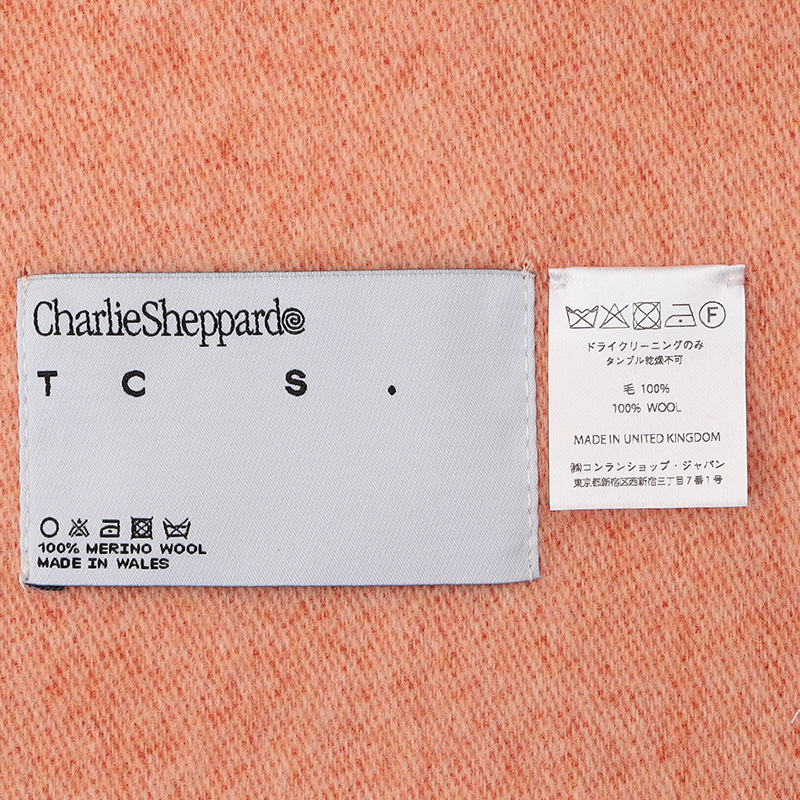 CharlieSheppard
T C S .
100% MERINO WOOL
MADE IN WALES
F
ドライクリーニングのみ
タンブル乾燥不可
毛 100%
100% WOOL
MADE IN UNITED KINGDOM
㈱コンランショップ・ジャパン
東京都新宿区西新宿三丁目7番1号